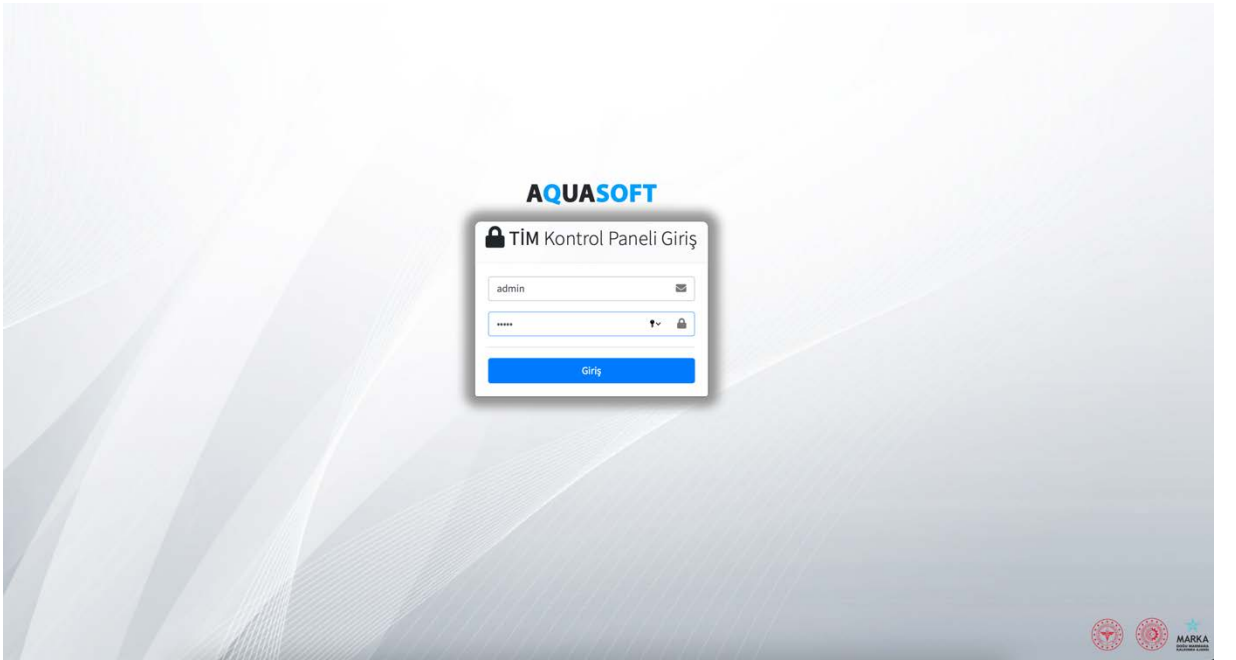 AQUASOFT
TİM Kontrol Paneli Giriş
admin
•••••
Giriş
MARKA